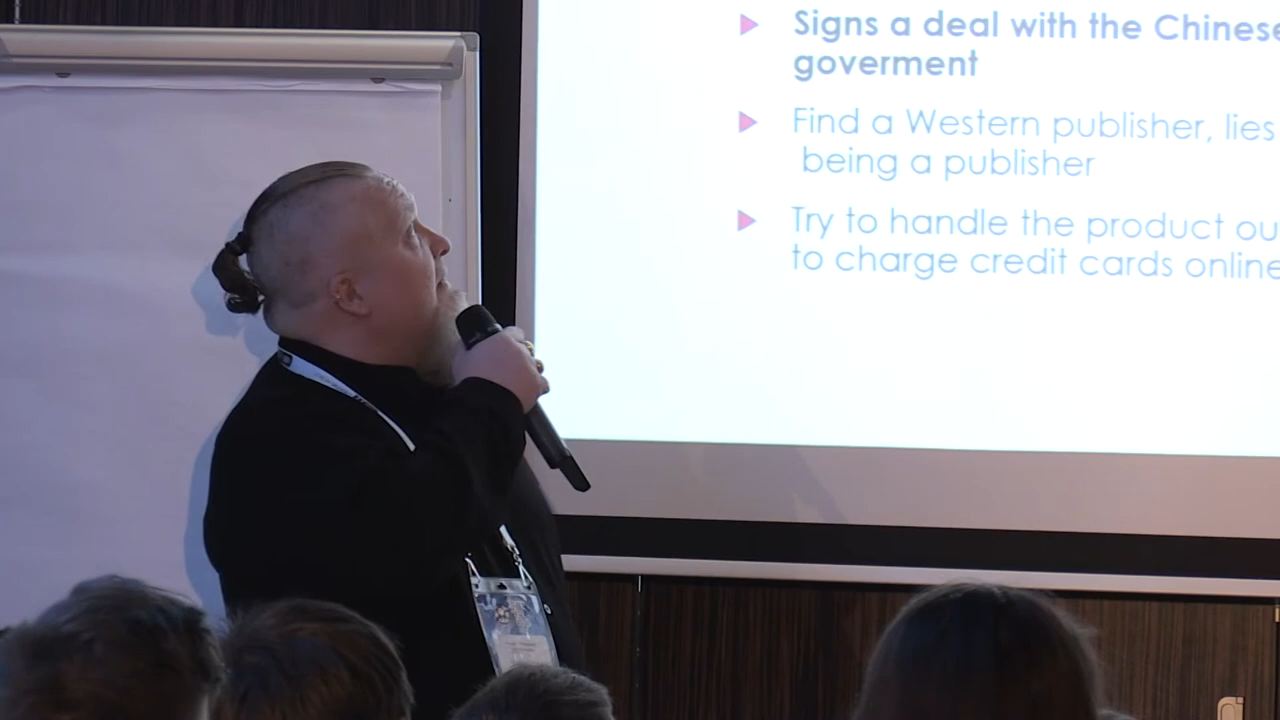 Signs a deal with the Chinese
goverment
Find a Western publisher, lies
being a publisher
Try to handle the product ou
to charge credit cards online